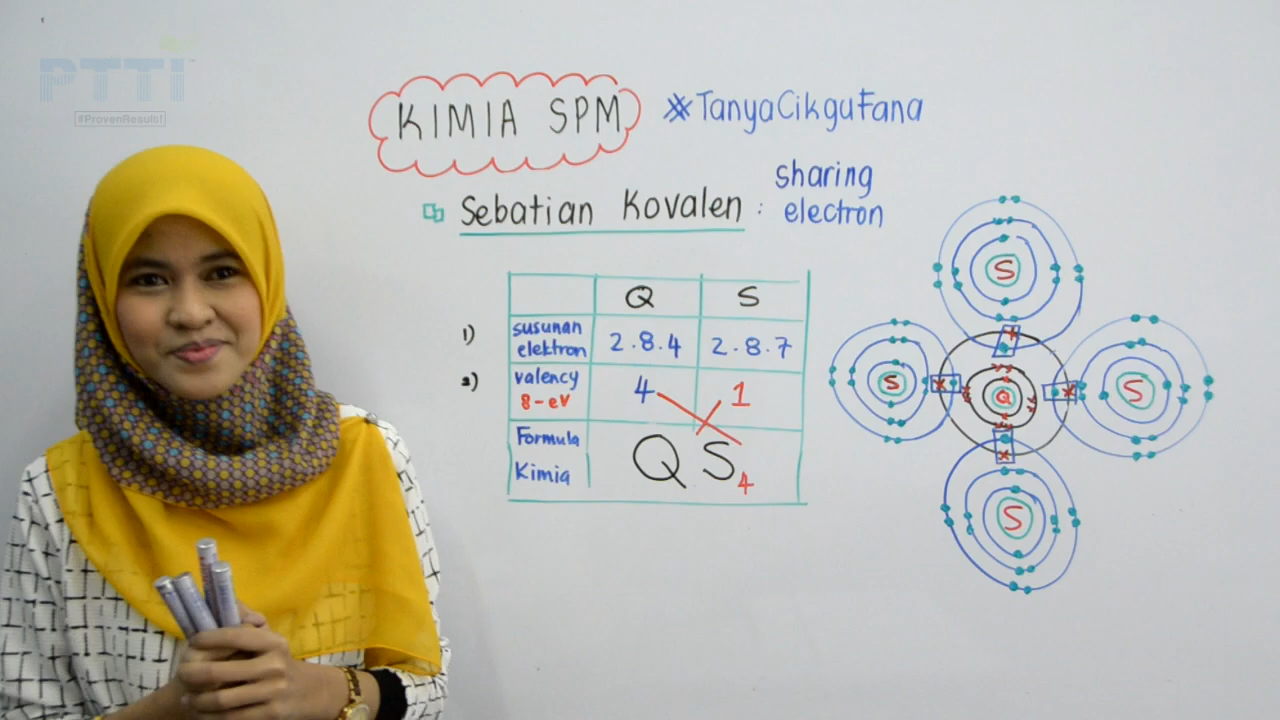 PTTI
#ProvenResults!
KIMIA SPM #TanyaCikguFana
Sebatian Kovalen : sharing electron
Q S
1) susunan elektron 2.8.4 2.8.7
2) valency 8-eV 4 1
Formula Kimia QS4
S
S Q S
S